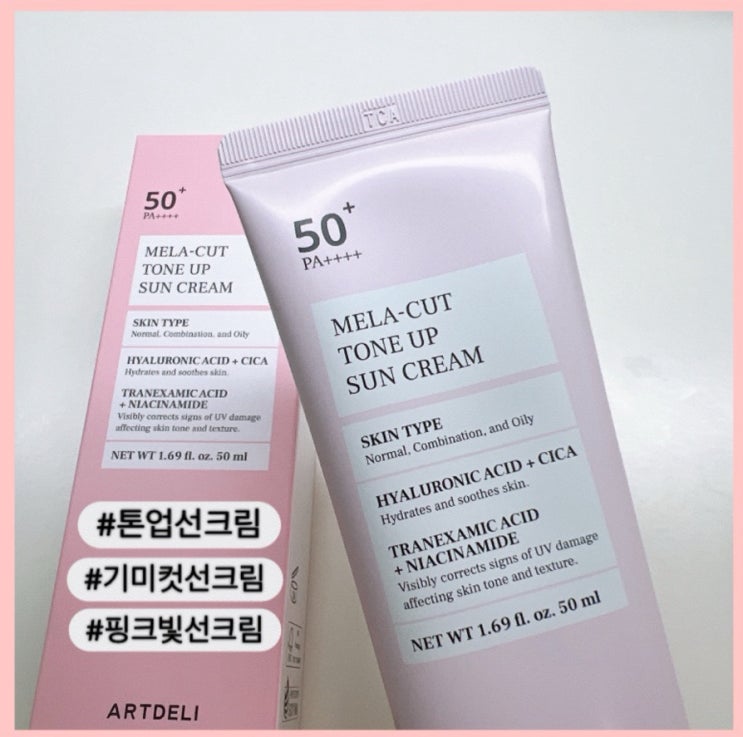 50+
PA++++
MELA-CUT
TONE UP
SUN CREAM
SKIN TYPE
Normal, Combination, and Oily
HYALURONIC ACID + CICA
Hydrates and soothes skin.
TRANEXAMIC ACID
+ NIACINAMIDE
Visibly corrects signs of UV damage
affecting skin tone and texture.
NET WT 1.69 fl. oz. 50 ml
#톤업선크림
#기미컷선크림
#핑크빛선크림
ARTDELI
TCA
50+
PA++++
MELA-CUT
TONE UP
SUN CREAM
SKIN TYPE
Normal, Combination, and Oily
HYALURONIC ACID + CICA
Hydrates and soothes skin.
TRANEXAMIC ACID
+ NIACINAMIDE
Visibly corrects signs of UV damage
affecting skin tone and texture.
NET WT 1.69 fl. oz. 50 ml